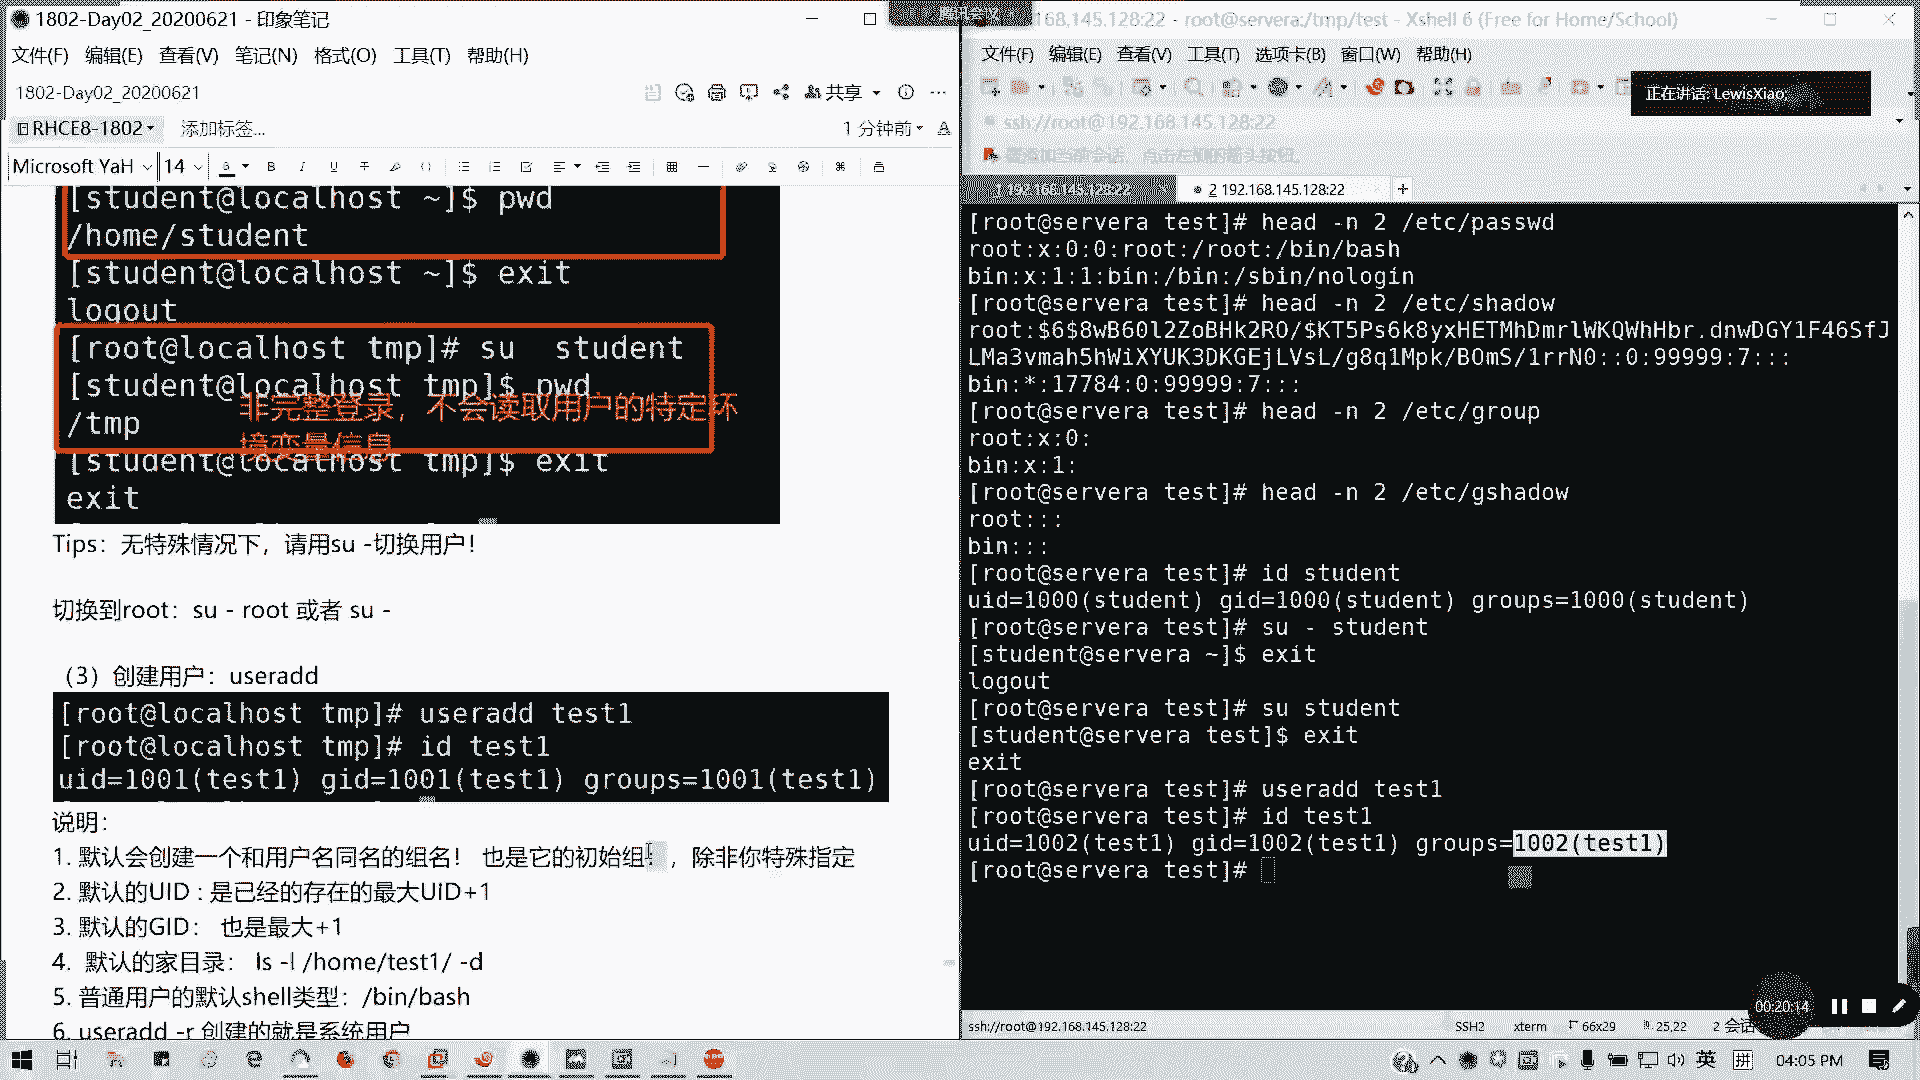 1802-Day02_20200621 - 印象笔记
文件(F) 编辑(E) 查看(V) 笔记(N) 格式(O) 工具(T) 帮助(H)
1802-Day02_20200621
共享
RHCE8-1802
添加标签...
1 分钟前
Microsoft YaH 14
[student@localhost ~]$ pwd
/home/student
[student@localhost ~]$ exit
logout
[root@localhost tmp]# su  student
[student@localhost tmp]$ pwd
/tmp
非完整登录，不会读取用户的特定环
境变量信息
[student@localhost tmp]$ exit
exit
Tips：无特殊情况下，请用su -切换用户！
切换到root：su - root 或者 su -
（3）创建用户：useradd
[root@localhost tmp]# useradd test1
[root@localhost tmp]# id test1
uid=1001(test1) gid=1001(test1) groups=1001(test1)
说明：
1. 默认会创建一个和用户名同名的组名！ 也是它的初始组！，除非你特殊指定
2. 默认的UID : 是已经的存在的最大UiD+1
3. 默认的GID： 也是最大+1
4. 默认的家目录： ls -l /home/test1/ -d
5. 普通用户的默认shell类型：/bin/bash
6. useradd -r 创建的就是系统用户
腾讯会议
168.145.128:22 - root@servera:/tmp/test - Xshell 6 (Free for Home/School)
文件(F) 编辑(E) 查看(V) 工具(T) 选项卡(B) 窗口(W) 帮助(H)
正在讲话: LewisXiao;
ssh://root@192.168.145.128:22
1 192.168.145.128:22
2 192.168.145.128:22
[root@servera test]# head -n 2 /etc/passwd
root:x:0:0:root:/root:/bin/bash
bin:x:1:1:bin:/bin:/sbin/nologin
[root@servera test]# head -n 2 /etc/shadow
root:$6$8wB60l2ZoBHk2RO/$KT5Ps6k8yxHETMhDmrlWKQWhHbr.dnwDGY1F46SfJ
LMa3vmah5hWiXYUK3DKGEjLVsL/g8q1Mpk/BOmS/1rrN0::0:99999:7:::
bin:*:17784:0:99999:7:::
[root@servera test]# head -n 2 /etc/group
root:x:0:
bin:x:1:
[root@servera test]# head -n 2 /etc/gshadow
root:::
bin:::
[root@servera test]# id student
uid=1000(student) gid=1000(student) groups=1000(student)
[root@servera test]# su - student
[student@servera ~]$ exit
logout
[root@servera test]# su student
[student@servera test]$ exit
exit
[root@servera test]# useradd test1
[root@servera test]# id test1
uid=1002(test1) gid=1002(test1) groups=1002(test1)
[root@servera test]#
00:20:14
ssh://root@192.168.145.128:22 SSH2 xterm 66x29 25,22 2 会话
英 拼 04:05 PM